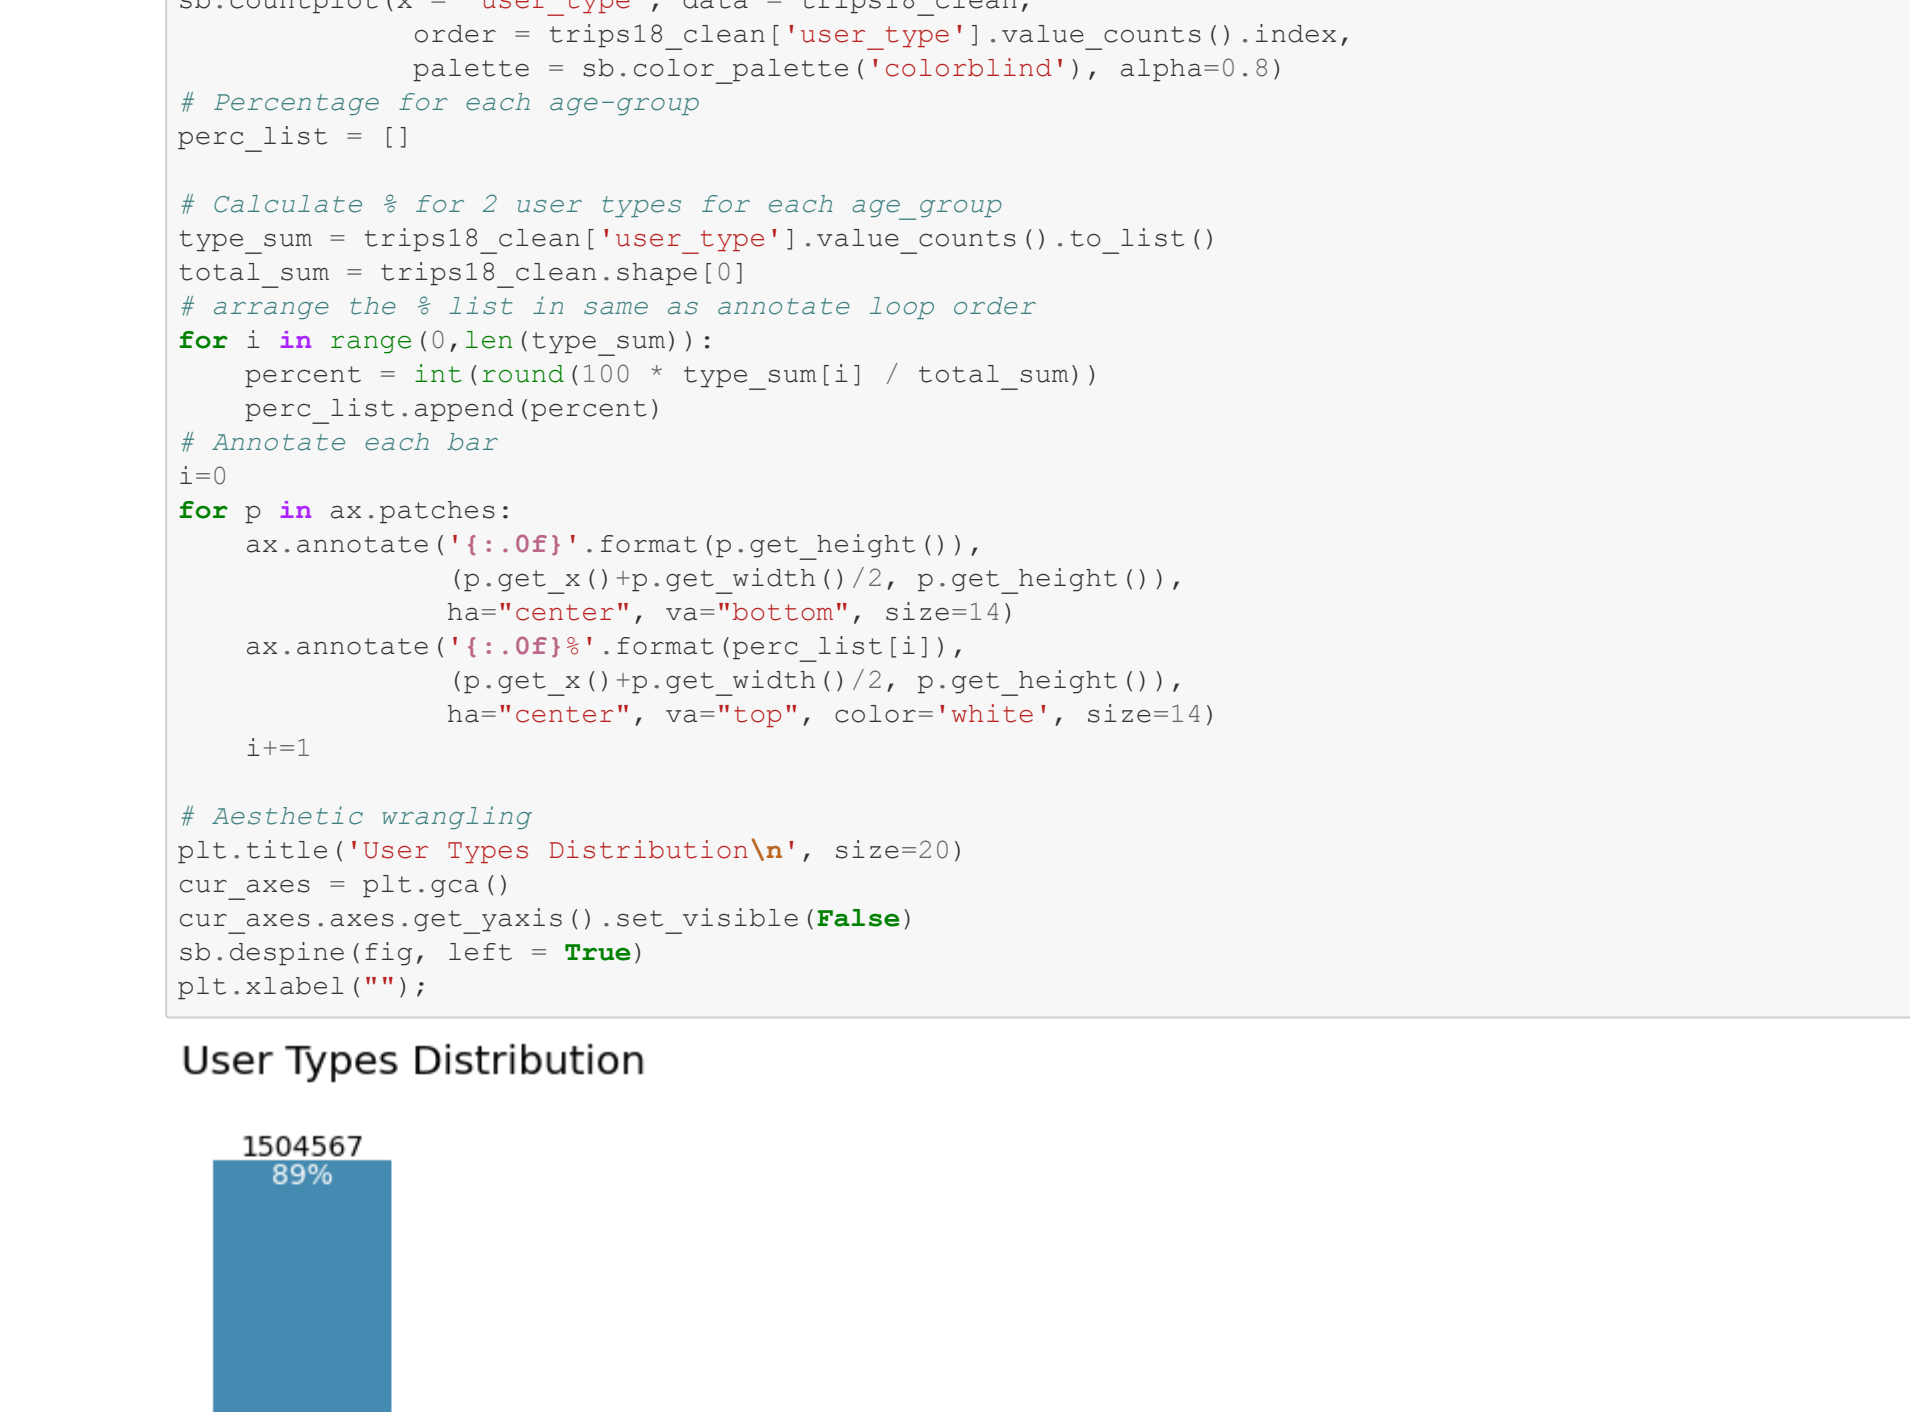 sb.countplot(x = 'user_type', data = trips18_clean,
              order = trips18_clean['user_type'].value_counts().index,
              palette = sb.color_palette('colorblind'), alpha=0.8)
# Percentage for each age-group
perc_list = []
# Calculate % for 2 user types for each age_group
type_sum = trips18_clean['user_type'].value_counts().to_list()
total_sum = trips18_clean.shape[0]
# arrange the % list in same as annotate loop order
for i in range(0,len(type_sum)):
    percent = int(round(100 * type_sum[i] / total_sum))
    perc_list.append(percent)
# Annotate each bar
i=0
for p in ax.patches:
    ax.annotate('{:.0f}'.format(p.get_height()),
                (p.get_x()+p.get_width()/2, p.get_height()),
                ha="center", va="bottom", size=14)
    ax.annotate('{:.0f}%'.format(perc_list[i]),
                (p.get_x()+p.get_width()/2, p.get_height()),
                ha="center", va="top", color='white', size=14)
    i+=1
# Aesthetic wrangling
plt.title('User Types Distribution\n', size=20)
cur_axes = plt.gca()
cur_axes.axes.get_yaxis().set_visible(False)
sb.despine(fig, left = True)
plt.xlabel("");
User Types Distribution
1504567
89%